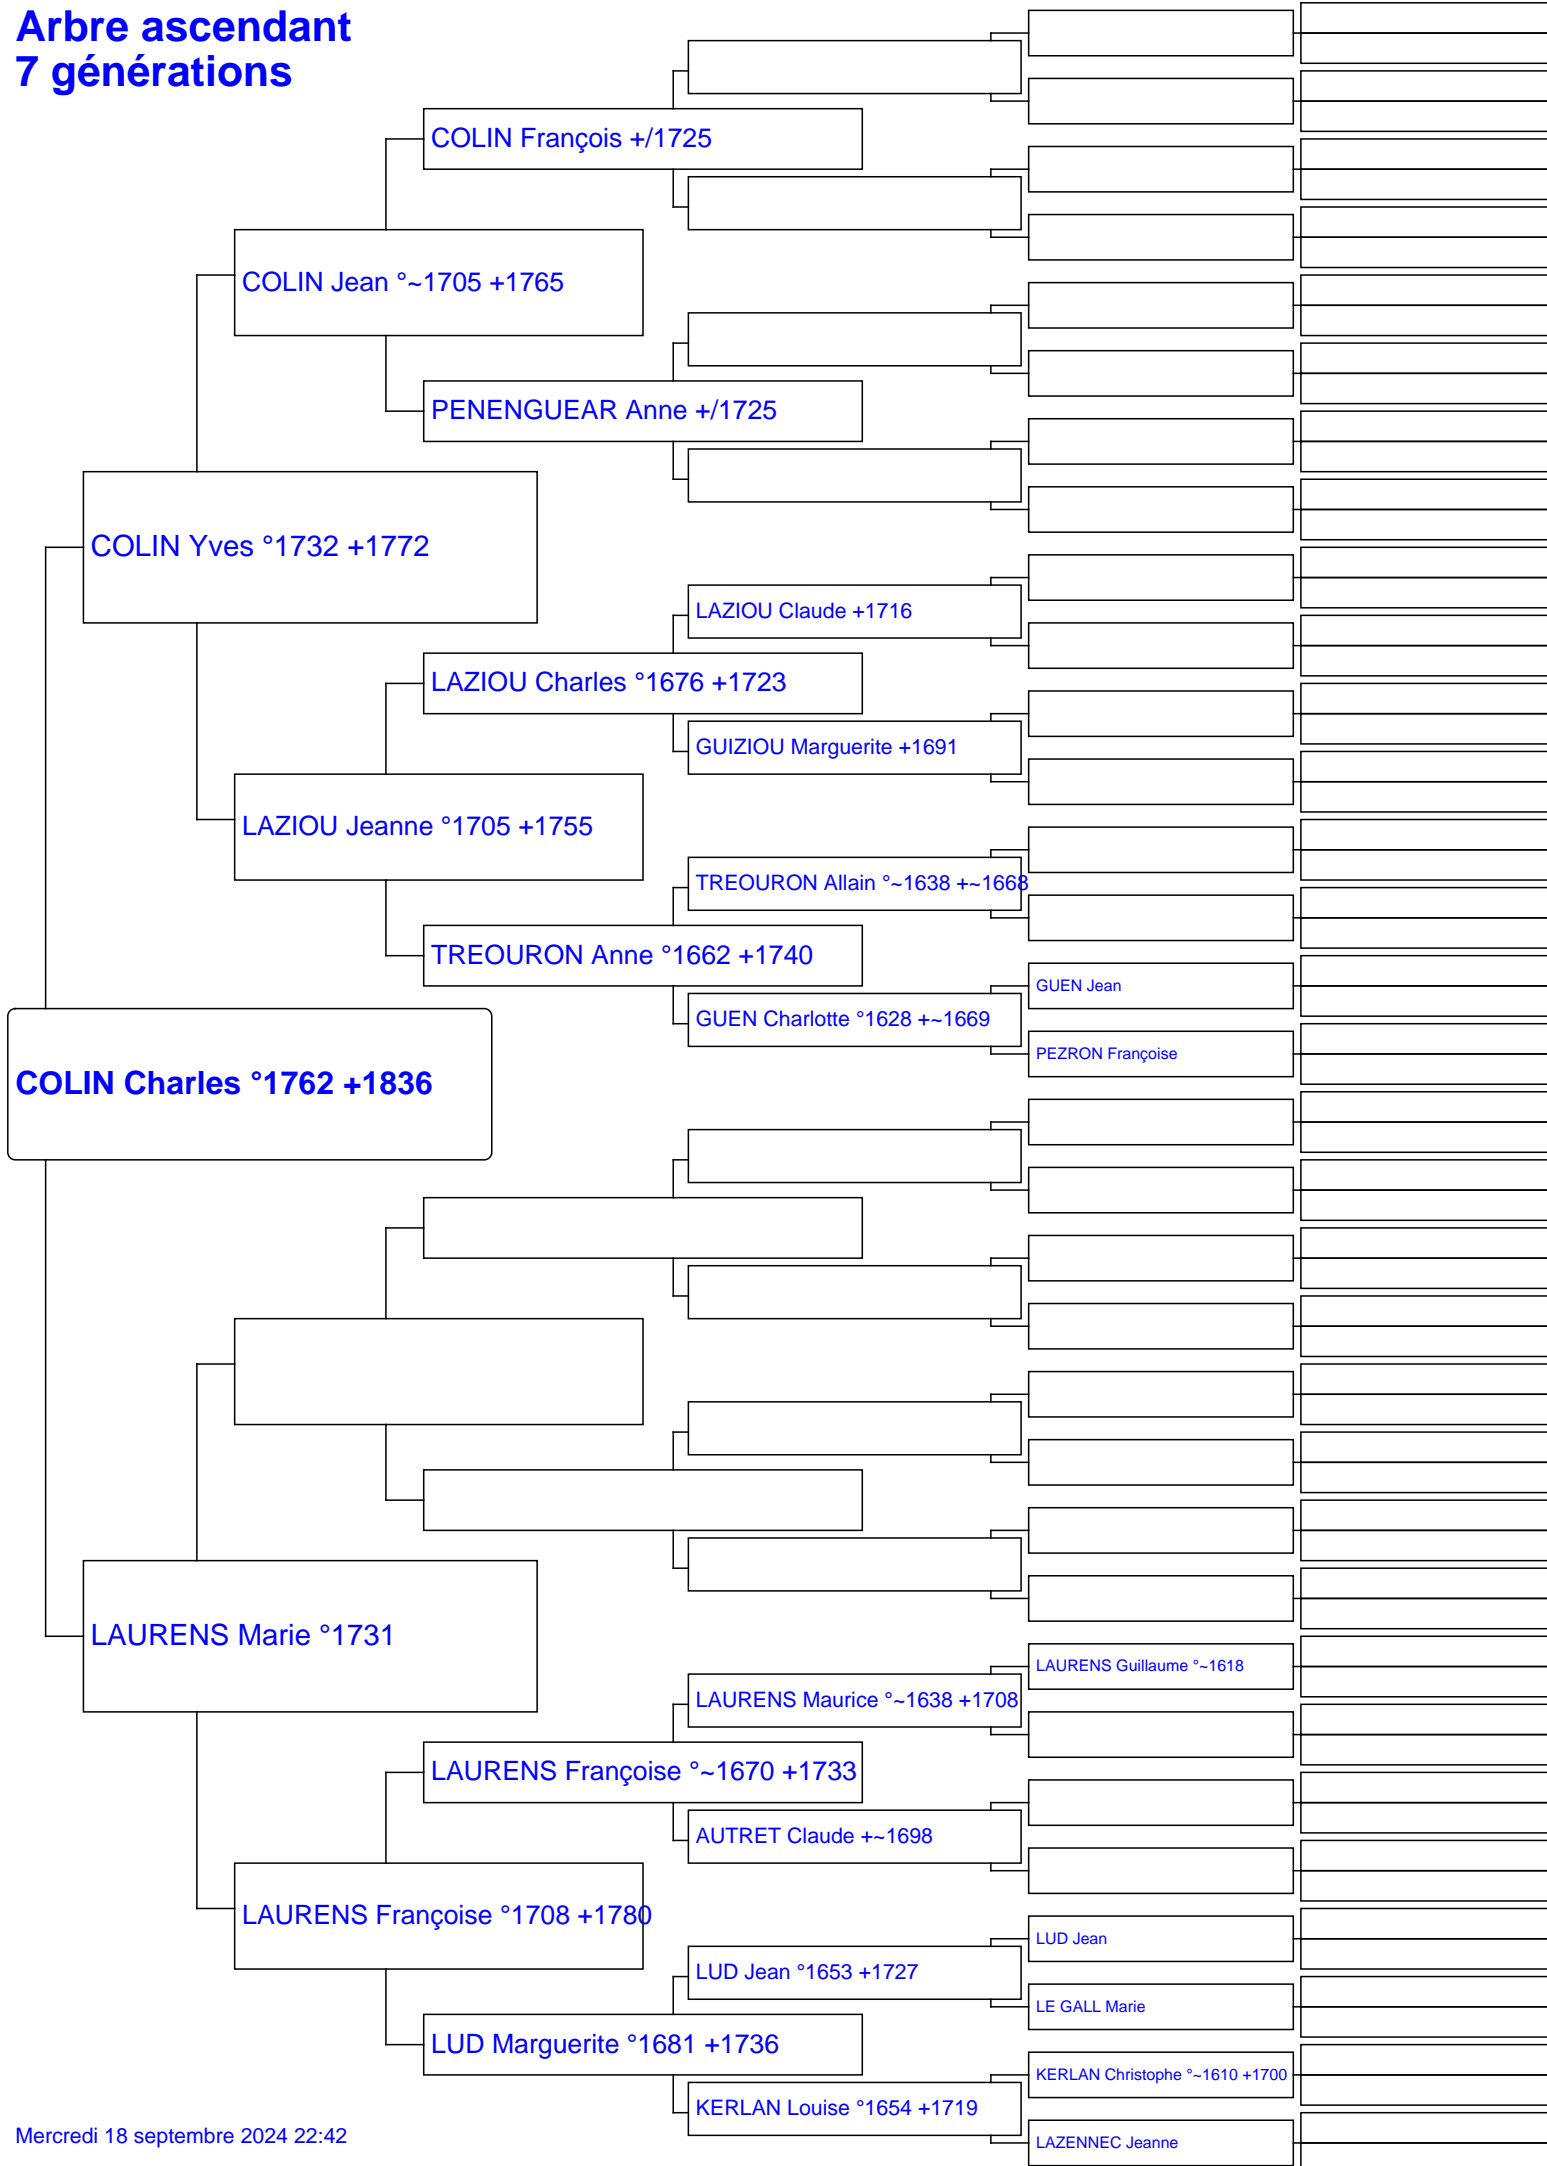 Arbre ascendant
7 générations
COLIN François +/1725
COLIN Jean °~1705 +1765
PENENGUEAR Anne +/1725
COLIN Yves °1732 +1772
LAZIOU Claude +1716
LAZIOU Charles °1676 +1723
GUIZIOU Marguerite +1691
LAZIOU Jeanne °1705 +1755
TREOURON Allain °~1638 +~1668
TREOURON Anne °1662 +1740
GUEN Jean
GUEN Charlotte °1628 +~1669
PEZRON Françoise
COLIN Charles °1762 +1836
LAURENS Marie °1731
LAURENS Guillaume °~1618
LAURENS Maurice °~1638 +1708
LAURENS Françoise °~1670 +1733
AUTRET Claude +~1698
LAURENS Françoise °1708 +1780
LUD Jean
LUD Jean °1653 +1727
LE GALL Marie
LUD Marguerite °1681 +1736
KERLAN Christophe °~1610 +1700
KERLAN Louise °1654 +1719
LAZENNEC Jeanne
Mercredi 18 septembre 2024 22:42